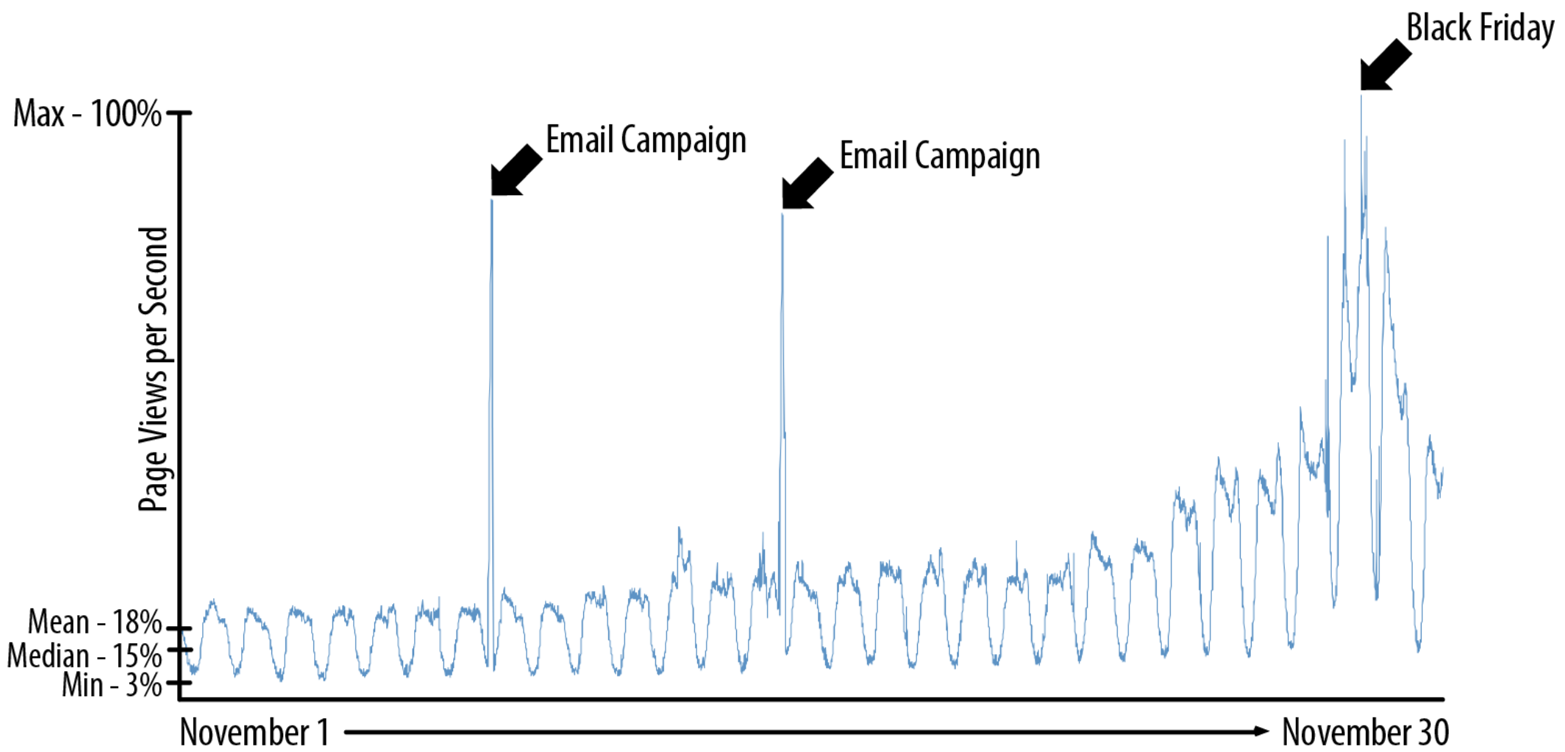 Black Friday
Max - 100%
Email Campaign
Email Campaign
Page Views per Second
Mean - 18%
Median - 15%
Min - 3%
November 1
November 30